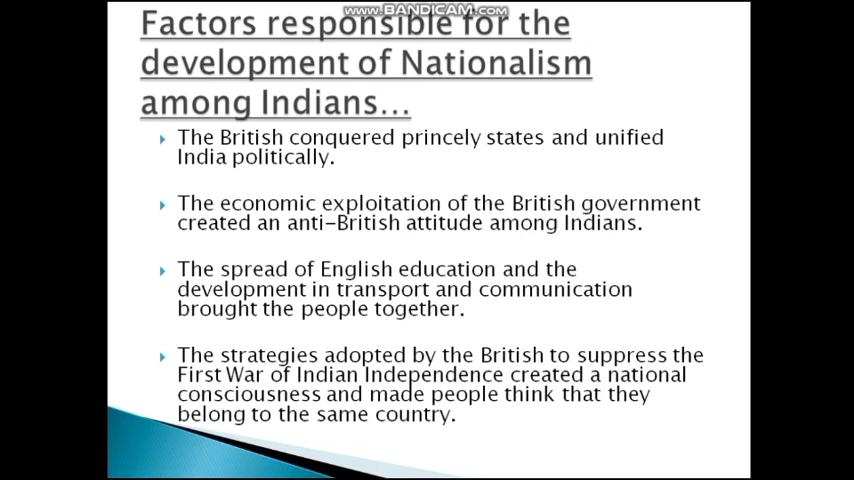 www.BANDICAM.com
Factors responsible for the
development of Nationalism
among Indians...
The British conquered princely states and unified
India politically.
The economic exploitation of the British government
created an anti-British attitude among Indians.
The spread of English education and the
development in transport and communication
brought the people together.
The strategies adopted by the British to suppress the
First War of Indian Independence created a national
consciousness and made people think that they
belong to the same country.